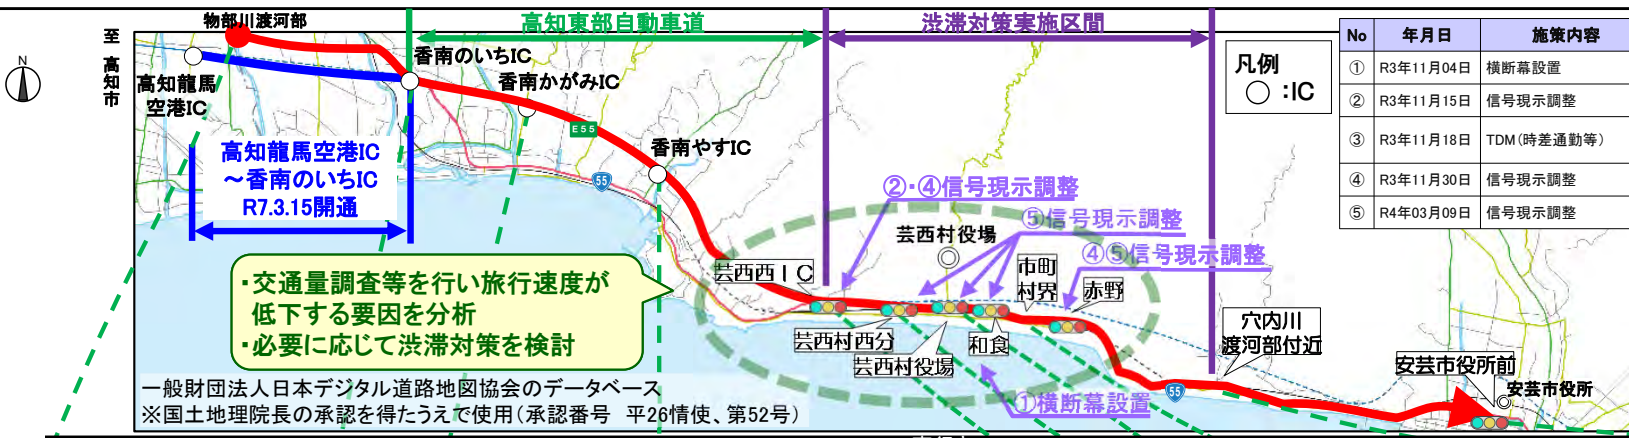 物部川渡河部
高知東部自動車道
渋滞対策実施区間
至
高
知
市
N
高知龍馬
空港IC
香南のいちIC
香南かがみIC
E55
香南やすIC
55
凡例
○ :IC
No 年月日 施策内容
① R3年11月04日 横断幕設置
② R3年11月15日 信号現示調整
③ R3年11月18日 TDM(時差通勤等)
④ R3年11月30日 信号現示調整
⑤ R4年03月09日 信号現示調整
高知龍馬空港IC
~香南のいちIC
R7.3.15開通
②・④信号現示調整
⑤信号現示調整
④⑤信号現示調整
芸西村役場
芸西西IC
市町
村界
赤野
・交通量調査等を行い旅行速度が
低下する要因を分析
・必要に応じて渋滞対策を検討
芸西村西分
芸西村役場
和食
穴内川
渡河部付近
①横断幕設置
55
安芸市役所前
安芸市役所
一般財団法人日本デジタル道路地図協会のデータベース
※国土地理院長の承認を得たうえで使用(承認番号 平26情使、第52号)